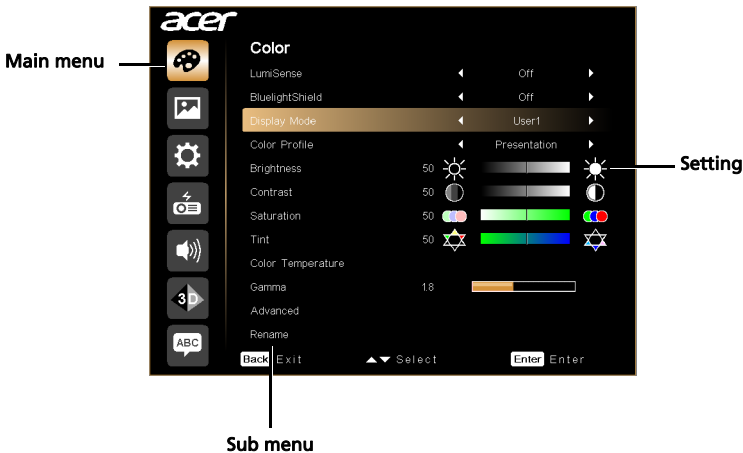 acer
Main menu
Color
LumiSense Off
BluelightShield Off
Display Mode User1
Color Profile Presentation
Brightness 50
Setting
Contrast 50
Saturation 50
Tint 50
Color Temperature
3D
Gamma 1.8
Advanced
Rename
ABC
Back Exit Select Enter Enter
Sub menu